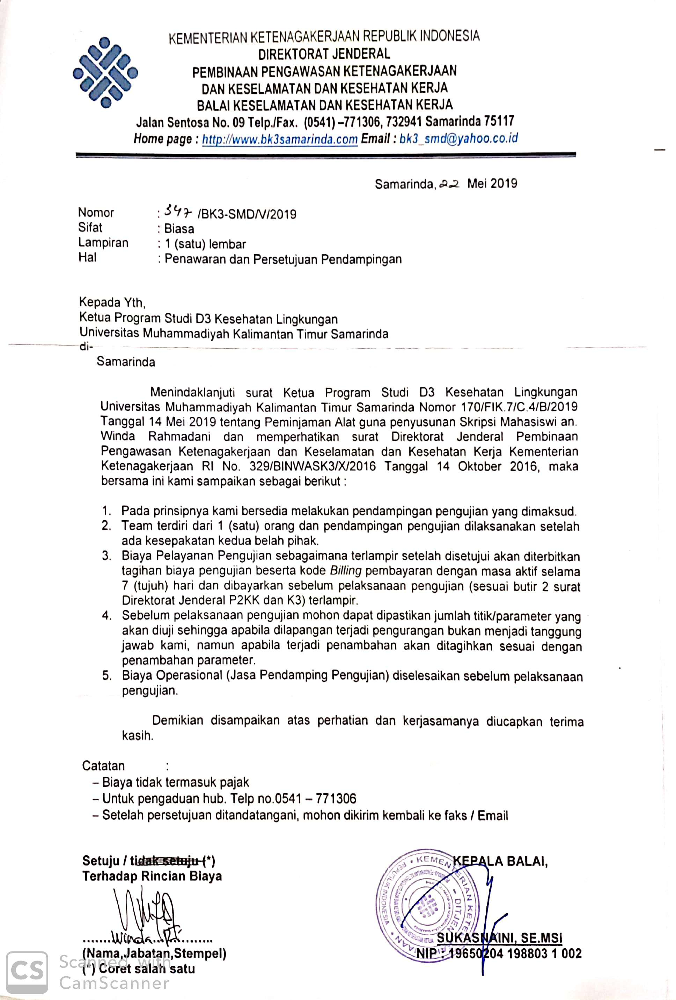 KEMENTERIAN KETENAGAKERJAAN REPUBLIK INDONESIA
DIREKTORAT JENDERAL
PEMBINAAN PENGAWASAN KETENAGAKERJAAN
DAN KESELAMATAN DAN KESEHATAN KERJA
BALAI KESELAMATAN DAN KESEHATAN KERJA
Jalan Sentosa No. 09 Telp./Fax. (0541) –771306, 732941 Samarinda 75117
Home page : http://www.bk3samarinda.com Email : bk3_smd@yahoo.co.id
Samarinda, 22 Mei 2019
Nomor : 347 /BK3-SMD/V/2019
Sifat : Biasa
Lampiran : 1 (satu) lembar
Hal : Penawaran dan Persetujuan Pendampingan
Kepada Yth,
Ketua Program Studi D3 Kesehatan Lingkungan
Universitas Muhammadiyah Kalimantan Timur Samarinda
di-
Samarinda
Menindaklanjuti surat Ketua Program Studi D3 Kesehatan Lingkungan
Universitas Muhammadiyah Kalimantan Timur Samarinda Nomor 170/FIK.7/C.4/B/2019
Tanggal 14 Mei 2019 tentang Peminjaman Alat guna penyusunan Skripsi Mahasiswi an.
Winda Rahmadani dan memperhatikan surat Direktorat Jenderal Pembinaan
Pengawasan Ketenagakerjaan dan Keselamatan dan Kesehatan Kerja Kementerian
Ketenagakerjaan RI No. 329/BINWASK3/X/2016 Tanggal 14 Oktober 2016, maka
bersama ini kami sampaikan sebagai berikut :
1. Pada prinsipnya kami bersedia melakukan pendampingan pengujian yang dimaksud.
2. Team terdiri dari 1 (satu) orang dan pendampingan pengujian dilaksanakan setelah
ada kesepakatan kedua belah pihak.
3. Biaya Pelayanan Pengujian sebagaimana terlampir setelah disetujui akan diterbitkan
tagihan biaya pengujian beserta kode Billing pembayaran dengan masa aktif selama
7 (tujuh) hari dan dibayarkan sebelum pelaksanaan pengujian (sesuai butir 2 surat
Direktorat Jenderal P2KK dan K3) terlampir.
4. Sebelum pelaksanaan pengujian mohon dapat dipastikan jumlah titik/parameter yang
akan diuji sehingga apabila dilapangan terjadi pengurangan bukan menjadi tanggung
jawab kami, namun apabila terjadi penambahan akan ditagihkan sesuai dengan
penambahan parameter.
5. Biaya Operasional (Jasa Pendamping Pengujian) diselesaikan sebelum pelaksanaan
pengujian.
Demikian disampaikan atas perhatian dan kerjasamanya diucapkan terima
kasih.
Catatan :
– Biaya tidak termasuk pajak
– Untuk pengaduan hub. Telp no.0541 – 771306
– Setelah persetujuan ditandatangani, mohon dikirim kembali ke faks / Email
Setuju / tidak setuju (*)
Terhadap Rincian Biaya
Winda
(Nama,Jabatan,Stempel)
(*) Coret salah satu
KEPALA BALAI,
KEMENTERIAN KETENAGAKERJAAN
REPUBLIK INDONESIA
DITJEN
SUKASNAINI, SE.MSi
NIP : 19650204 198803 1 002
CS
Scanned with
CamScanner